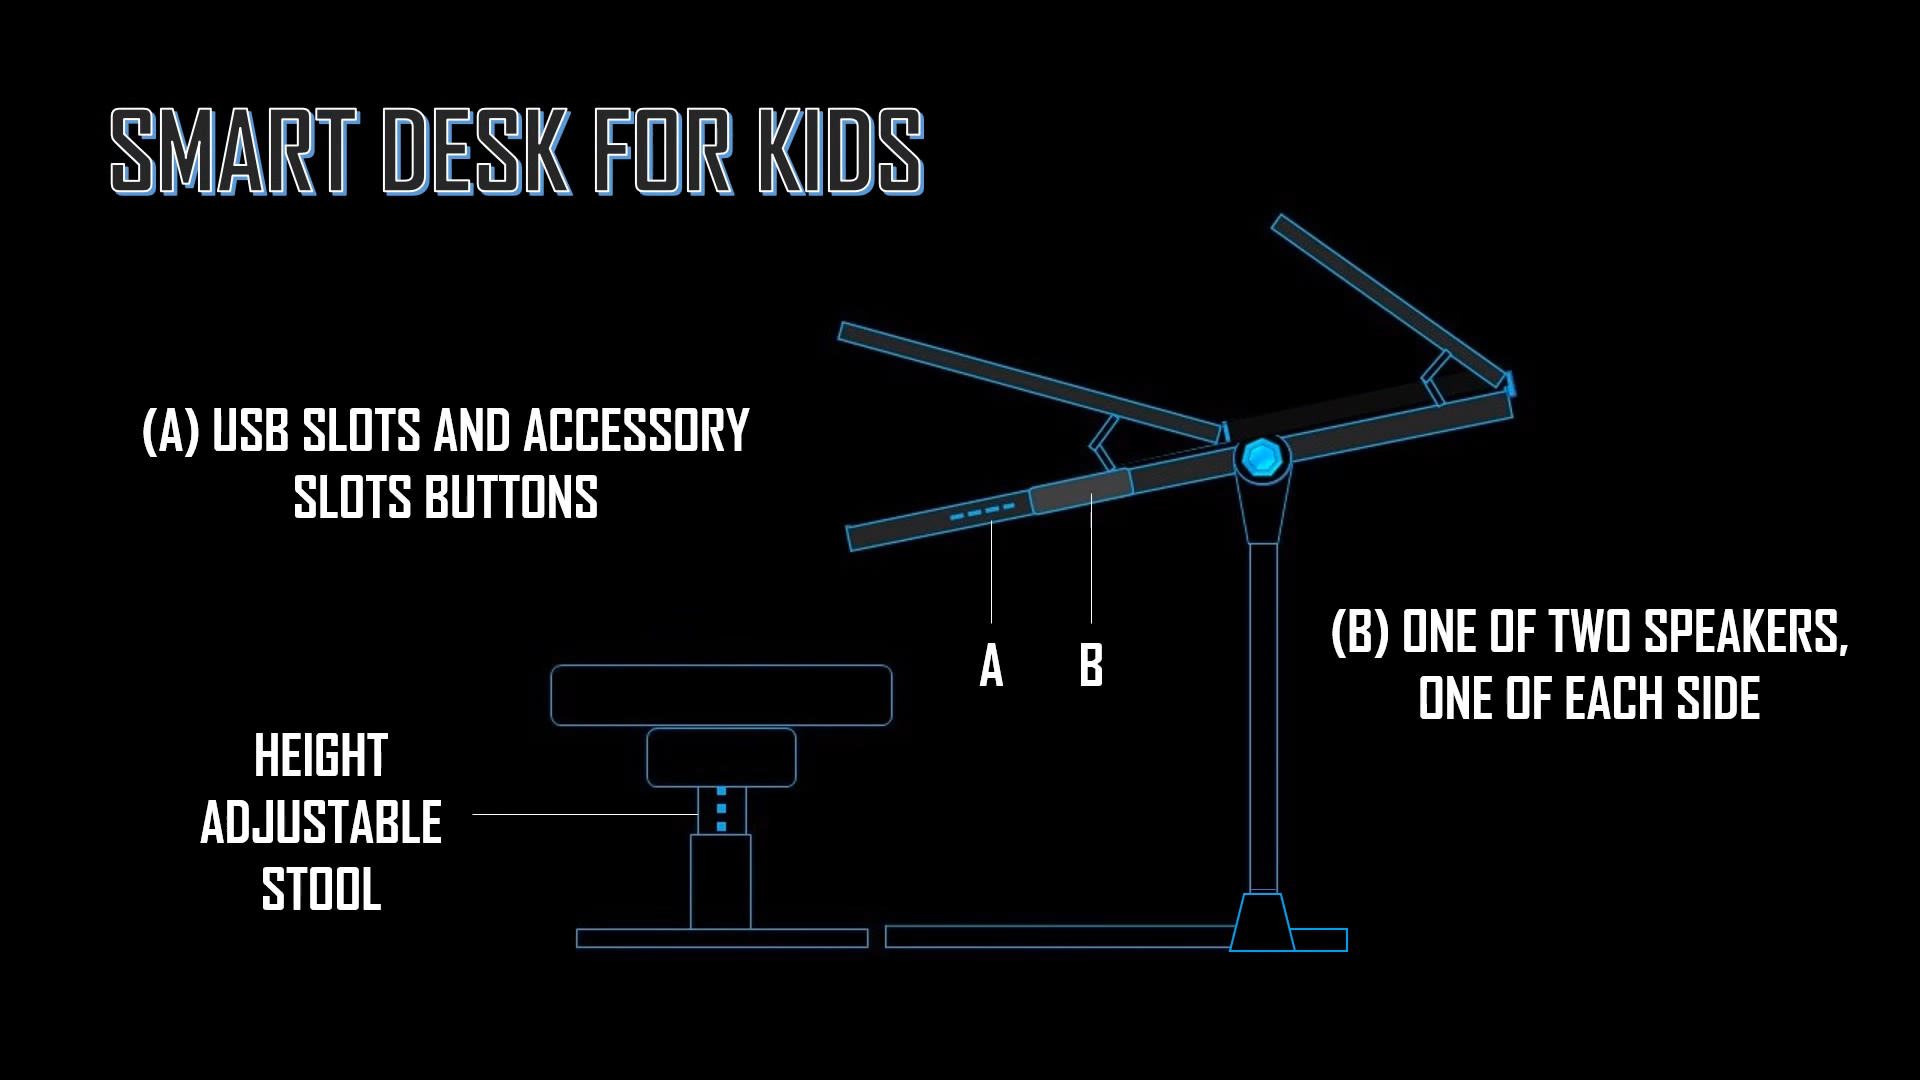 SMART DESK FOR KIDS
(A) USB SLOTS AND ACCESSORY
SLOTS BUTTONS
A
B
(B) ONE OF TWO SPEAKERS,
ONE OF EACH SIDE
HEIGHT
ADJUSTABLE
STOOL